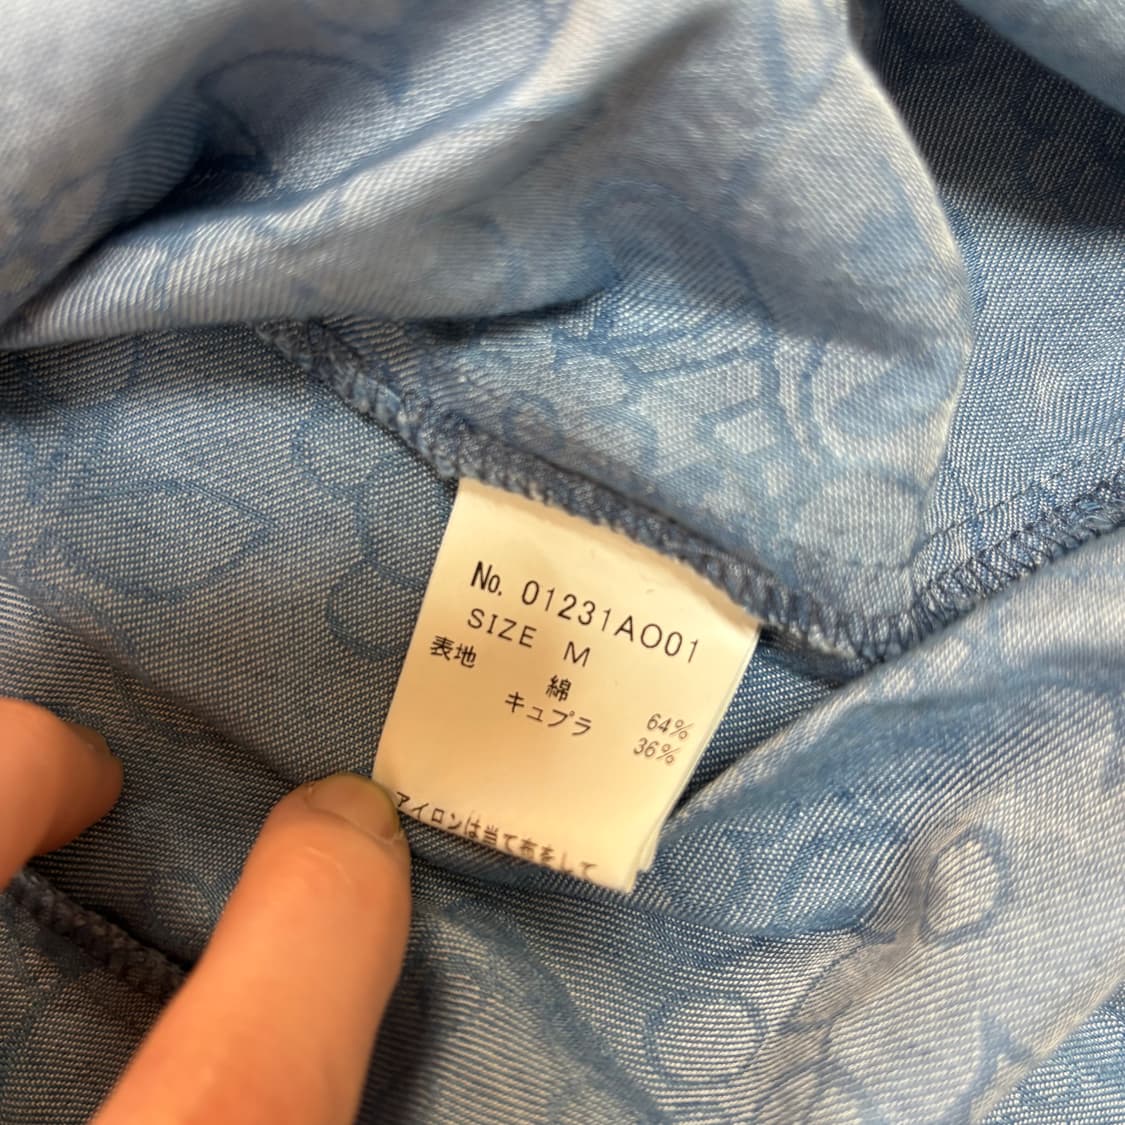 No. 01231AO01
SIZE M
表地
綿 64%
キュプラ 36%
アイロンは当て布をして